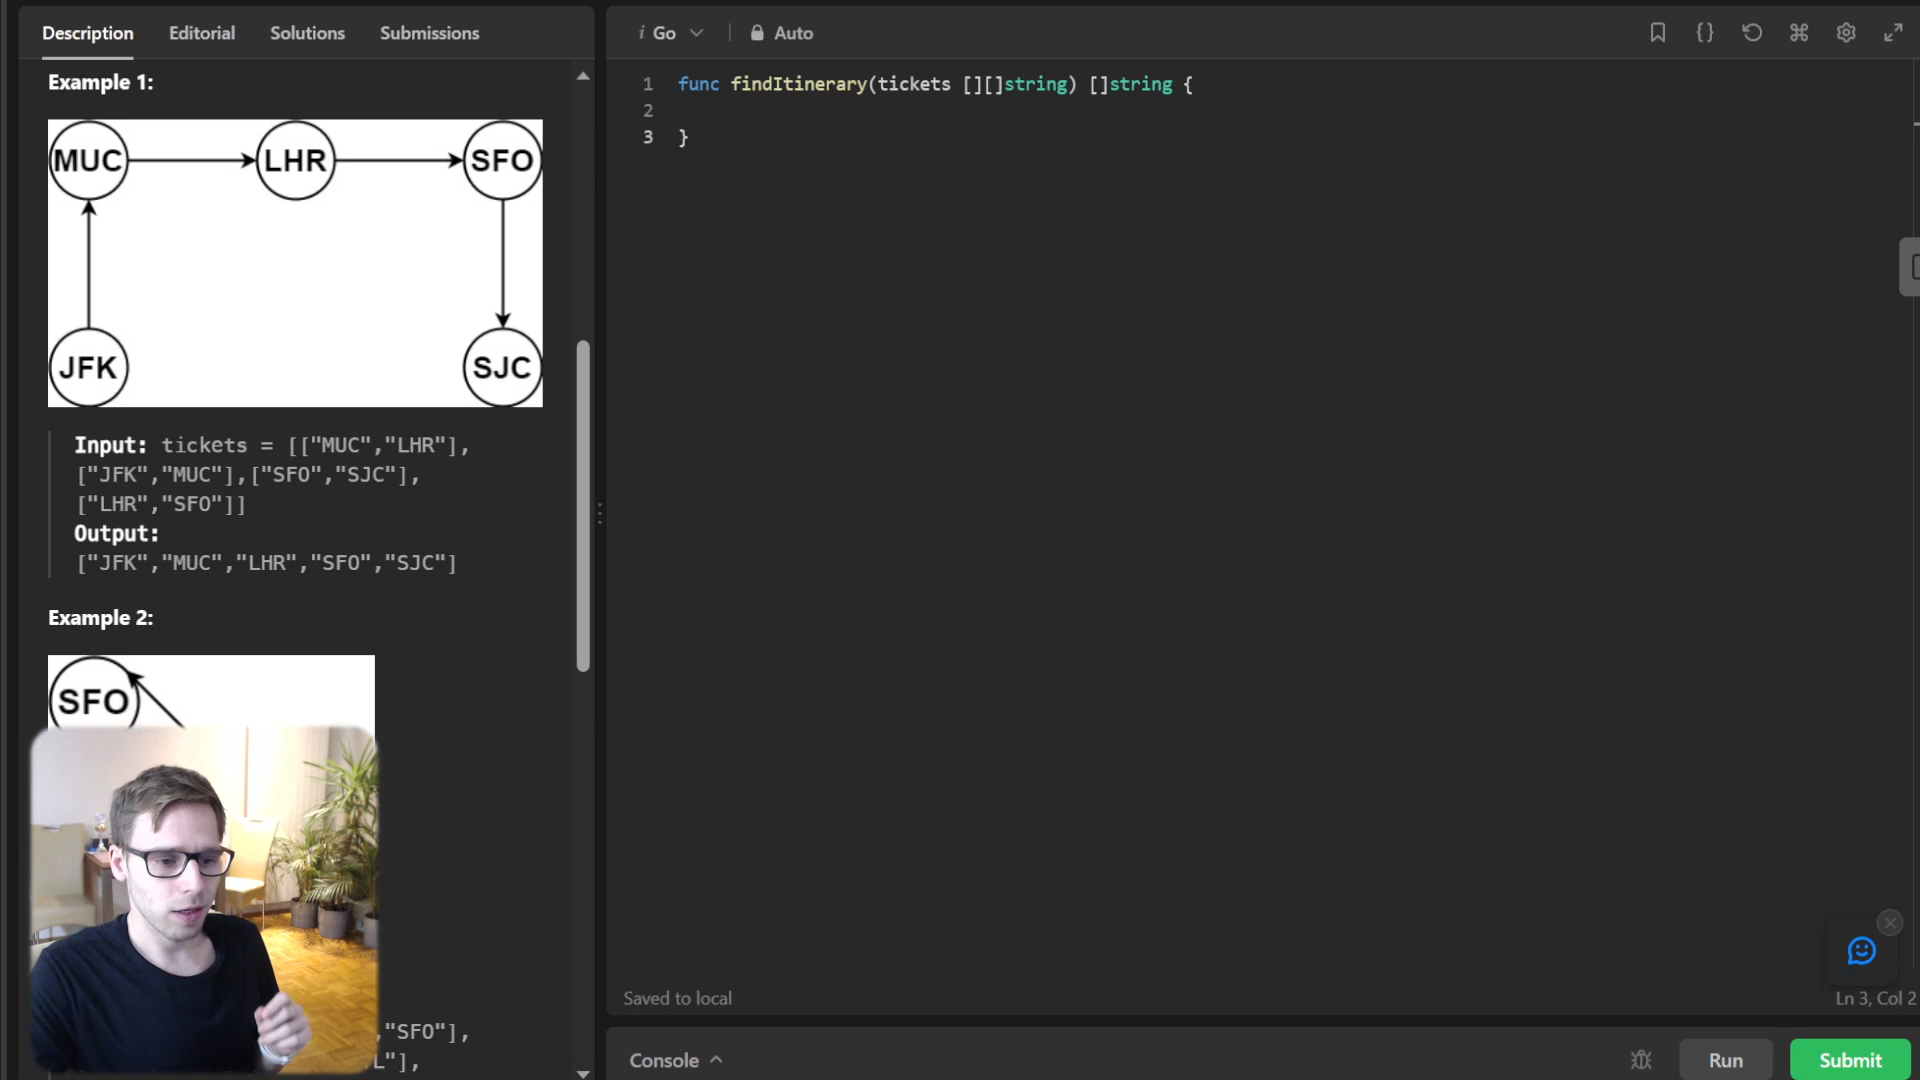 Description Editorial Solutions Submissions
Example 1:
MUC LHR SFO
JFK SJC
Input: tickets = [["MUC","LHR"],
["JFK","MUC"],["SFO","SJC"],
["LHR","SFO"]]
Output:
["JFK","MUC","LHR","SFO","SJC"]
Example 2:
SFO
,"SFO"],
L"],
i Go Auto
1 func findItinerary(tickets [][]string) []string {
2
3 }
Saved to local
Ln 3, Col 2
Console
Run
Submit